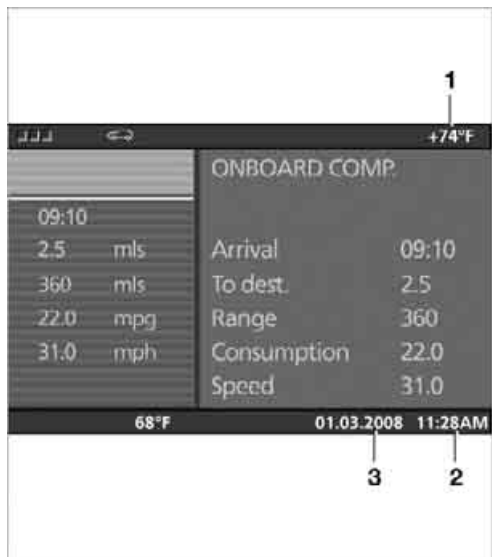 1
+74°F
ONBOARD COMP.
09:10
2.5 mls
360 mls
22.0 mpg
31.0 mph
Arrival 09:10
To dest. 2.5
Range 360
Consumption 22.0
Speed 31.0
68°F 01.03.2008 11:28AM
3 2